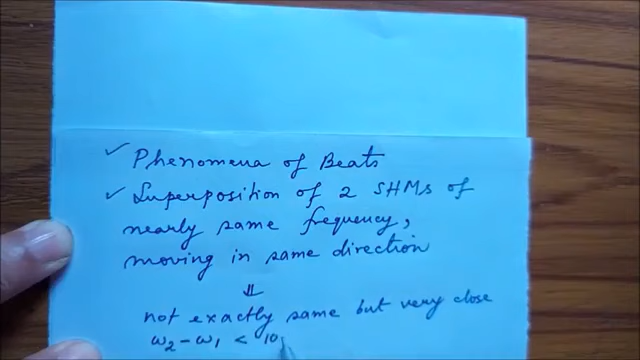 ✓ Phenomena of Beats
✓ Superposition of 2 SHMs of
nearly same frequency,
moving in same direction
⇓
not exactly same but very close
ω₂-ω₁ < 10